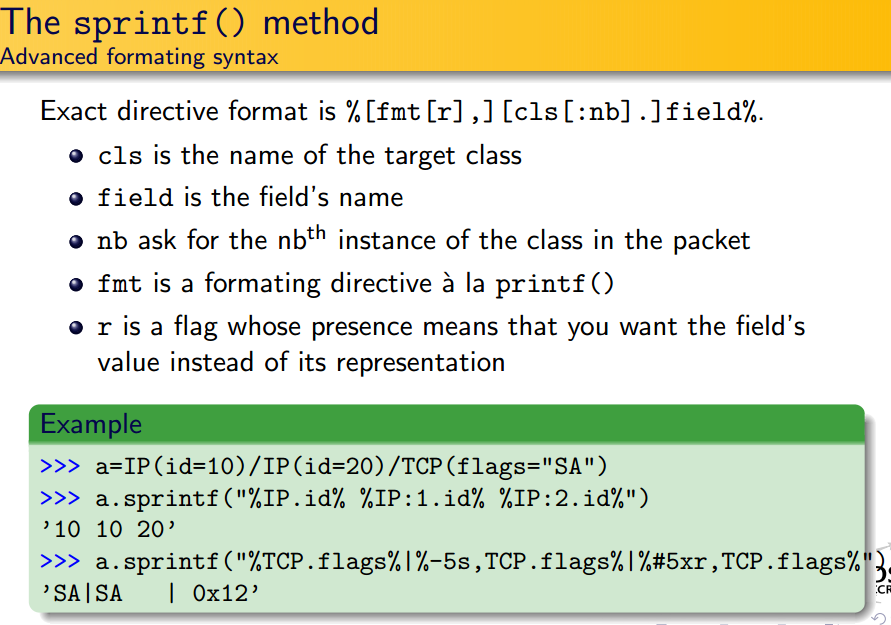 The sprintf() method
Advanced formating syntax
Exact directive format is %[fmt[r],][cls[:nb].]field%.
cls is the name of the target class
field is the field's name
nb ask for the nbth instance of the class in the packet
fmt is a formating directive à la printf()
r is a flag whose presence means that you want the field's
value instead of its representation
Example
>>> a=IP(id=10)/IP(id=20)/TCP(flags="SA")
>>> a.sprintf("%IP.id% %IP:1.id% %IP:2.id%")
'10 10 20'
>>> a.sprintf("%TCP.flags%|%-5s,TCP.flags%|%#5xr,TCP.flags%")
'SA|SA   | 0x12'